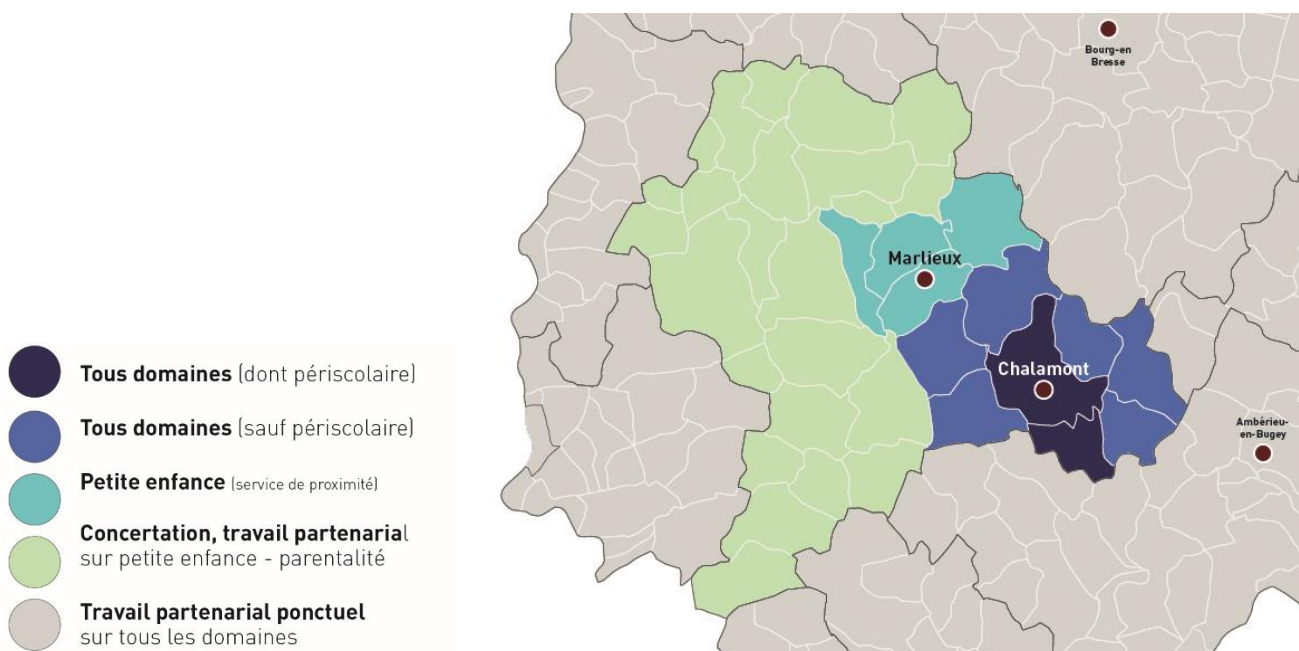 Bourg-en
Bresse
Marlieux
Chalamont
Ambérieu-
en-Bugey
Tous domaines (dont périscolaire)
Tous domaines (sauf périscolaire)
Petite enfance (service de proximité)
Concertation, travail partenarial
sur petite enfance - parentalité
Travail partenarial ponctuel
sur tous les domaines